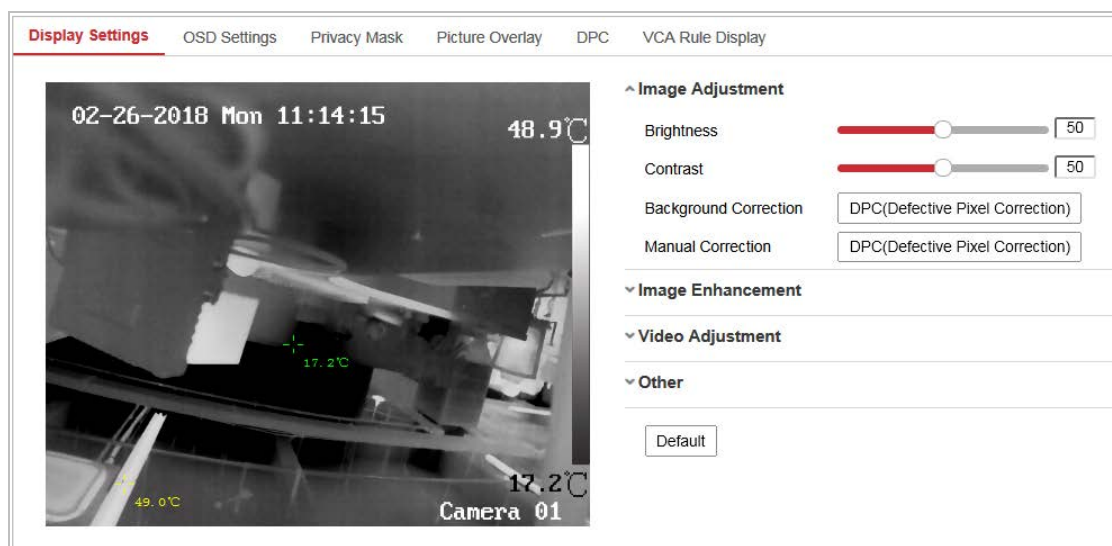 Display Settings OSD Settings Privacy Mask Picture Overlay DPC VCA Rule Display
02-26-2018 Mon 11:14:15
48.9℃
17.2℃
49.0℃
17.2℃
Camera 01
Image Adjustment
Brightness 50
Contrast 50
Background Correction DPC(Defective Pixel Correction)
Manual Correction DPC(Defective Pixel Correction)
Image Enhancement
Video Adjustment
Other
Default